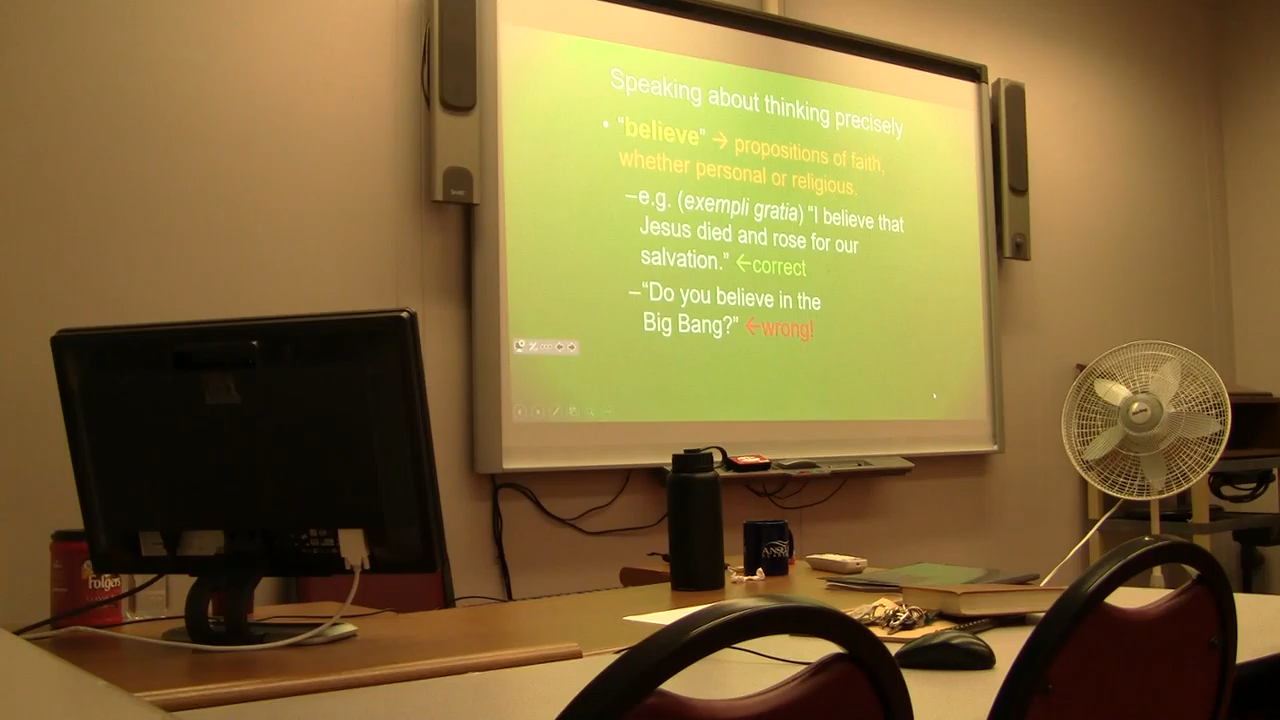 Speaking about thinking precisely
• "believe" → propositions of faith,
whether personal or religious.
–e.g. (exempli gratia) "I believe that
Jesus died and rose for our
salvation." ←correct
–"Do you believe in the
Big Bang?" ←wrong!
Folgers